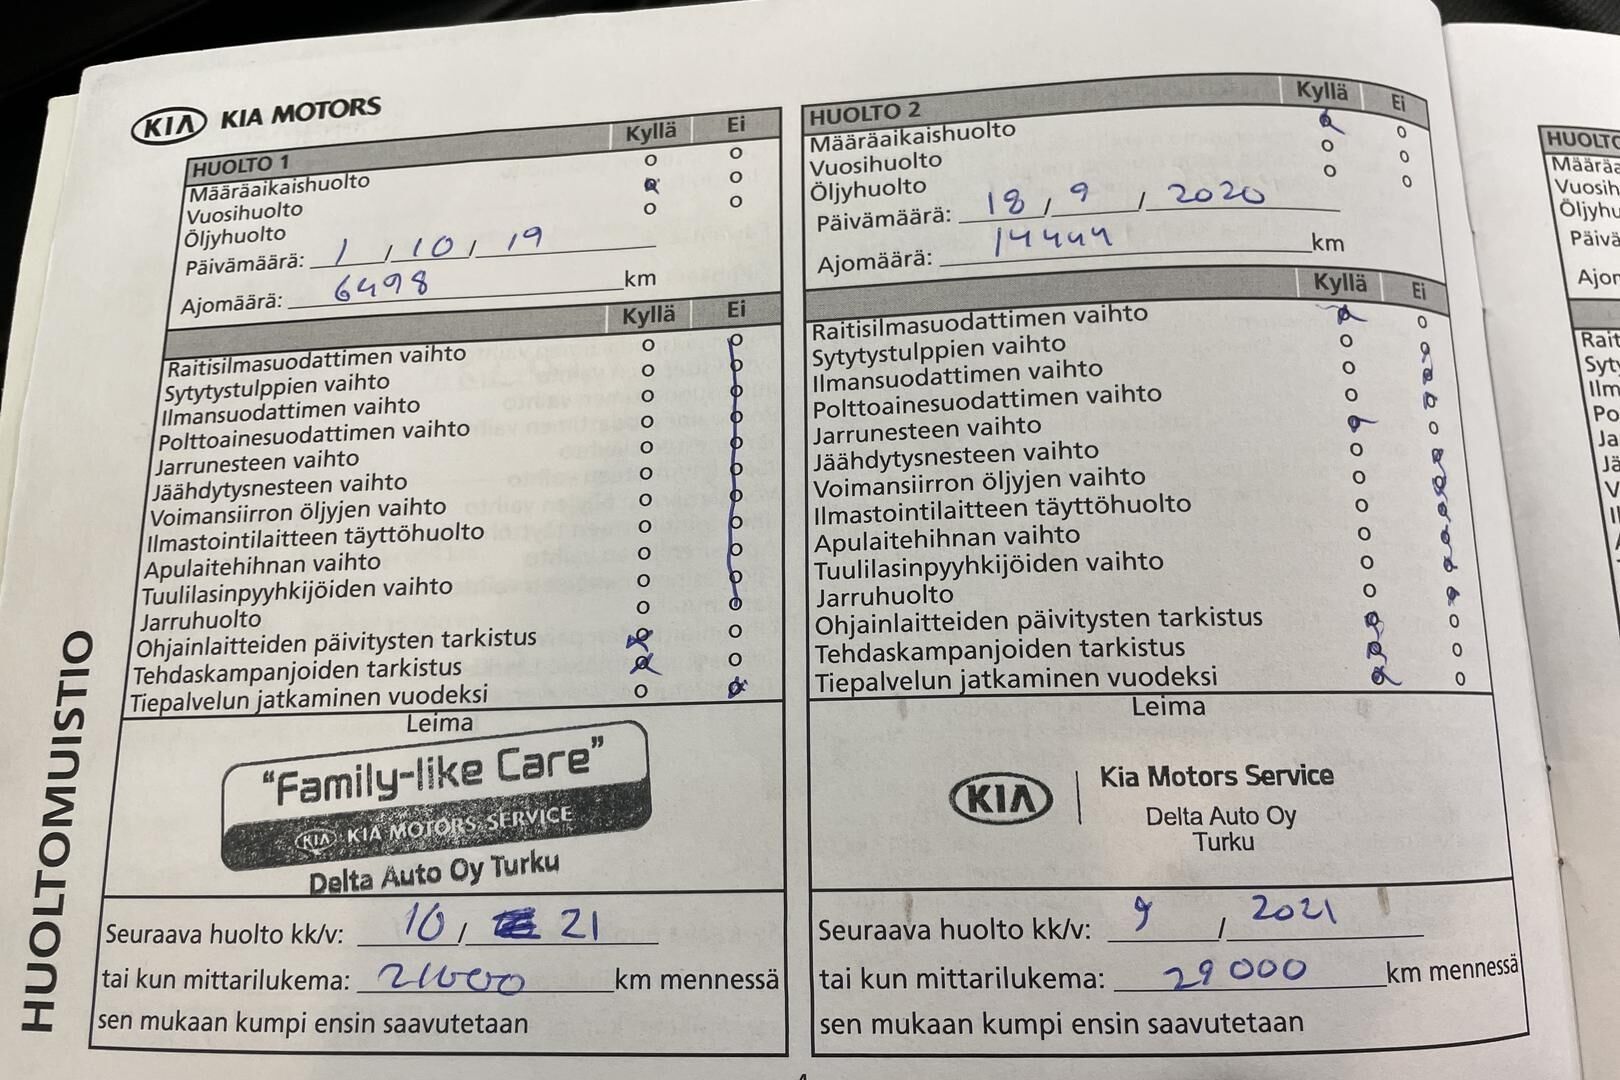 KIA KIA MOTORS
HUOLTO 1 Kyllä Ei
Määräaikaishuolto
Vuosihuolto
Öljyhuolto
Päivämäärä: 1 / 10 / 19
Ajomäärä: 6498 km
Kyllä Ei
Raitisilmasuodattimen vaihto
Sytytystulppien vaihto
Ilmansuodattimen vaihto
Polttoainesuodattimen vaihto
Jarrunesteen vaihto
Jäähdytysnesteen vaihto
Voimansiirron öljyjen vaihto
Ilmastointilaitteen täyttöhuolto
Apulaitehihnan vaihto
Tuulilasinpyyhkijöiden vaihto
Jarruhuolto
Ohjainlaitteiden päivitysten tarkistus
Tehdaskampanjoiden tarkistus
Tiepalvelun jatkaminen vuodeksi
Leima
"Family-like Care"
KIA KIA MOTORS SERVICE
Delta Auto Oy Turku
Seuraava huolto kk/v: 10 / 21
tai kun mittarilukema: 21000 km mennessä
sen mukaan kumpi ensin saavutetaan
HUOLTOMUISTIO
HUOLTO 2 Kyllä Ei
Määräaikaishuolto
Vuosihuolto
Öljyhuolto
Päivämäärä: 18 / 9 / 2020
Ajomäärä: 14444 km
Kyllä Ei
Raitisilmasuodattimen vaihto
Sytytystulppien vaihto
Ilmansuodattimen vaihto
Polttoainesuodattimen vaihto
Jarrunesteen vaihto
Jäähdytysnesteen vaihto
Voimansiirron öljyjen vaihto
Ilmastointilaitteen täyttöhuolto
Apulaitehihnan vaihto
Tuulilasinpyyhkijöiden vaihto
Jarruhuolto
Ohjainlaitteiden päivitysten tarkistus
Tehdaskampanjoiden tarkistus
Tiepalvelun jatkaminen vuodeksi
Leima
KIA Kia Motors Service
Delta Auto Oy
Turku
Seuraava huolto kk/v: 9 / 2021
tai kun mittarilukema: 29000 km mennessä
sen mukaan kumpi ensin saavutetaan